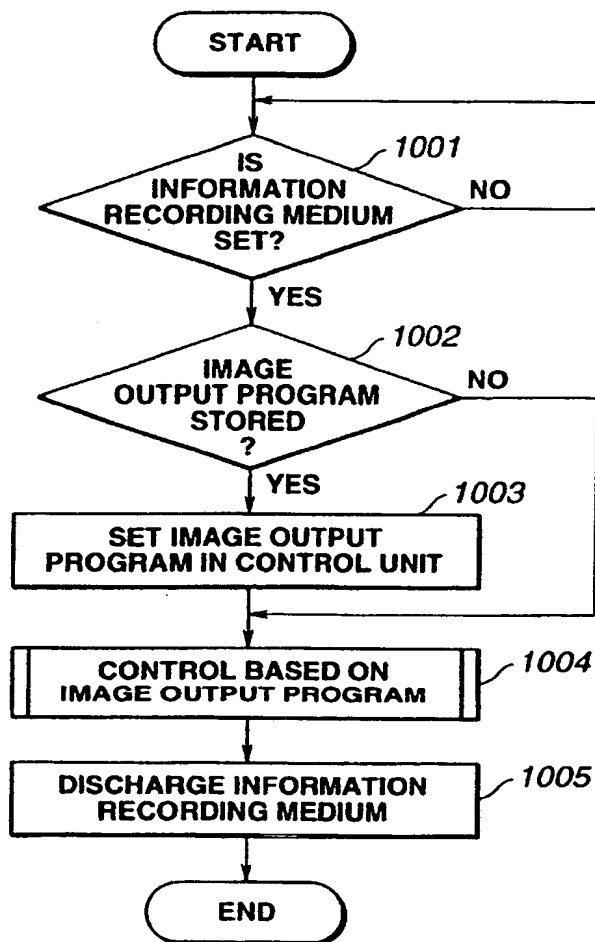 START
1001
IS
INFORMATION
RECORDING MEDIUM
SET?
NO
YES
1002
IMAGE
OUTPUT PROGRAM
STORED
?
NO
YES
1003
SET IMAGE OUTPUT
PROGRAM IN CONTROL UNIT
CONTROL BASED ON
IMAGE OUTPUT PROGRAM
1004
DISCHARGE INFORMATION
RECORDING MEDIUM
1005
END